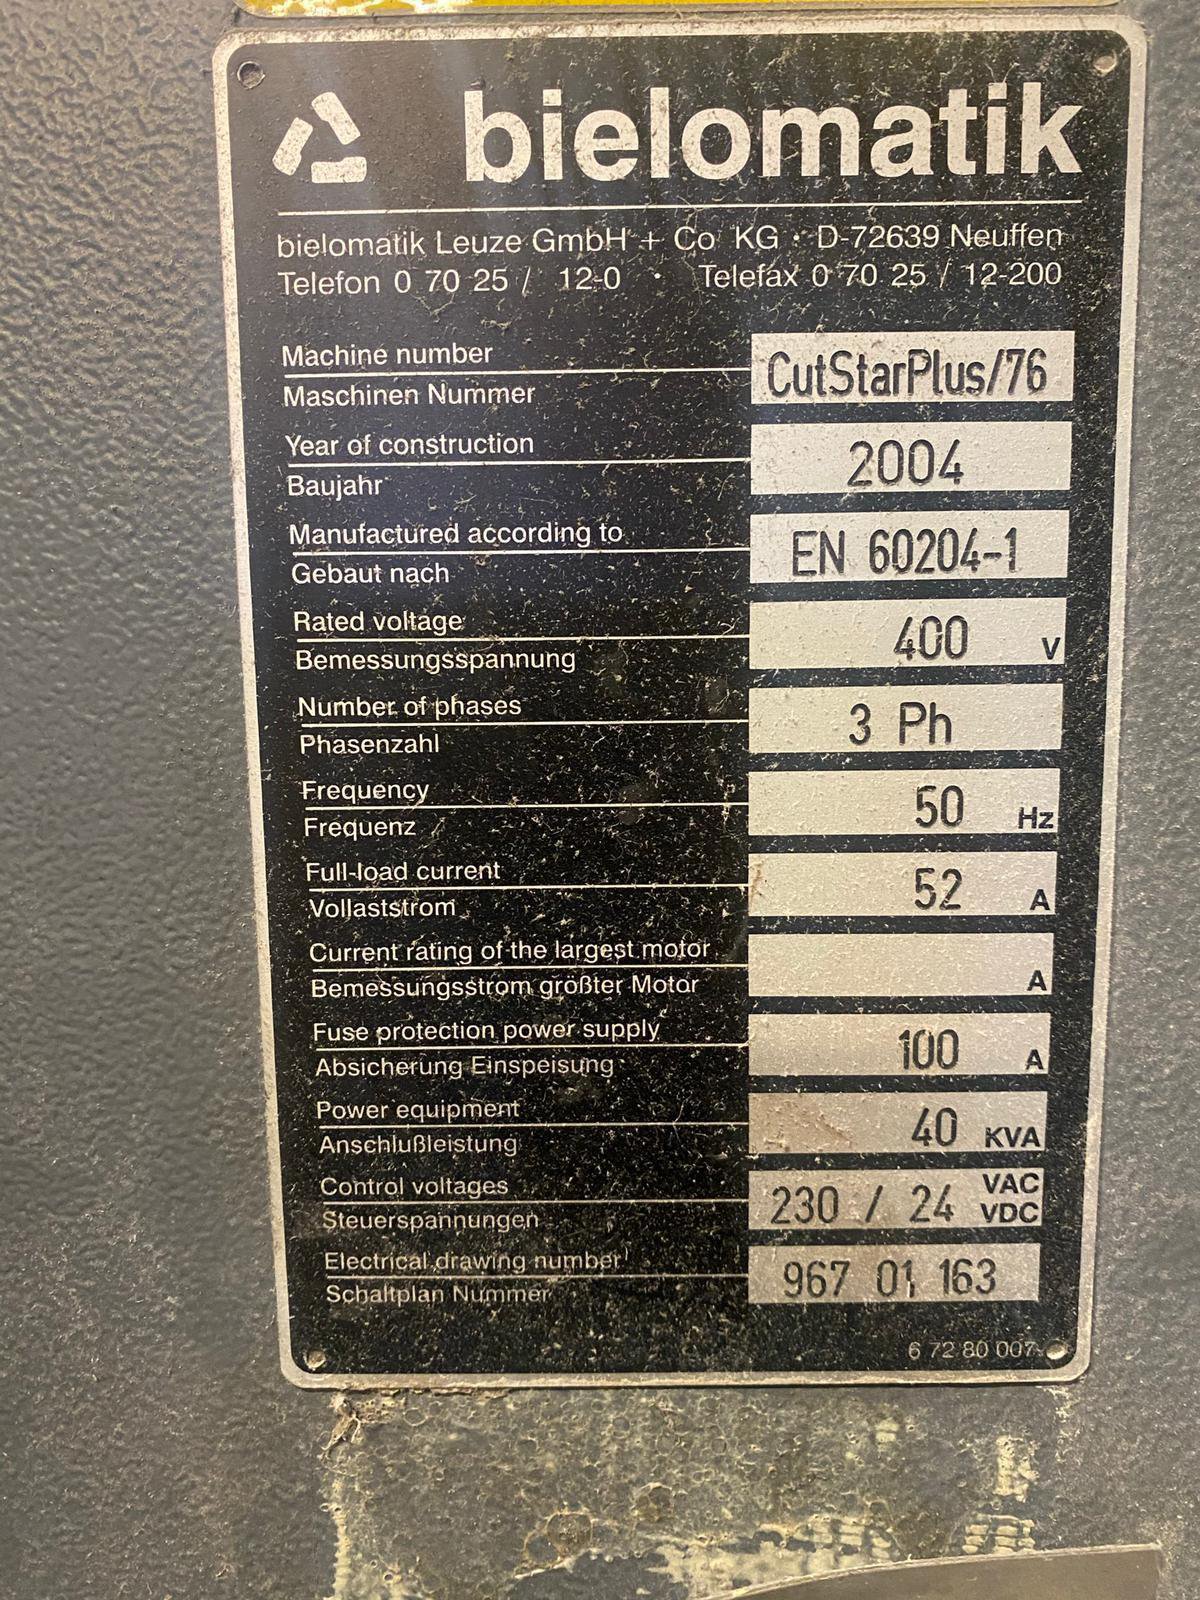 bielomatik
bielomatik Leuze GmbH + Co KG · D-72639 Neuffen
Telefon 0 70 25 / 12-0 · Telefax 0 70 25 / 12-200
Machine number
Maschinen Nummer
CutStarPlus/76
Year of construction
Baujahr
2004
Manufactured according to
Gebaut nach
EN 60204-1
Rated voltage
Bemessungsspannung
400 V
Number of phases
Phasenzahl
3 Ph
Frequency
Frequenz
50 Hz
Full-load current
Vollaststrom
52 A
Current rating of the largest motor
Bemessungsstrom größter Motor
A
Fuse protection power supply
Absicherung Einspeisung
100 A
Power equipment
Anschlußleistung
40 KVA
Control voltages
Steuerspannungen
230 / 24 VAC VDC
Electrical drawing number
Schaltplan Nummer
967 01 163
6 72 80 007